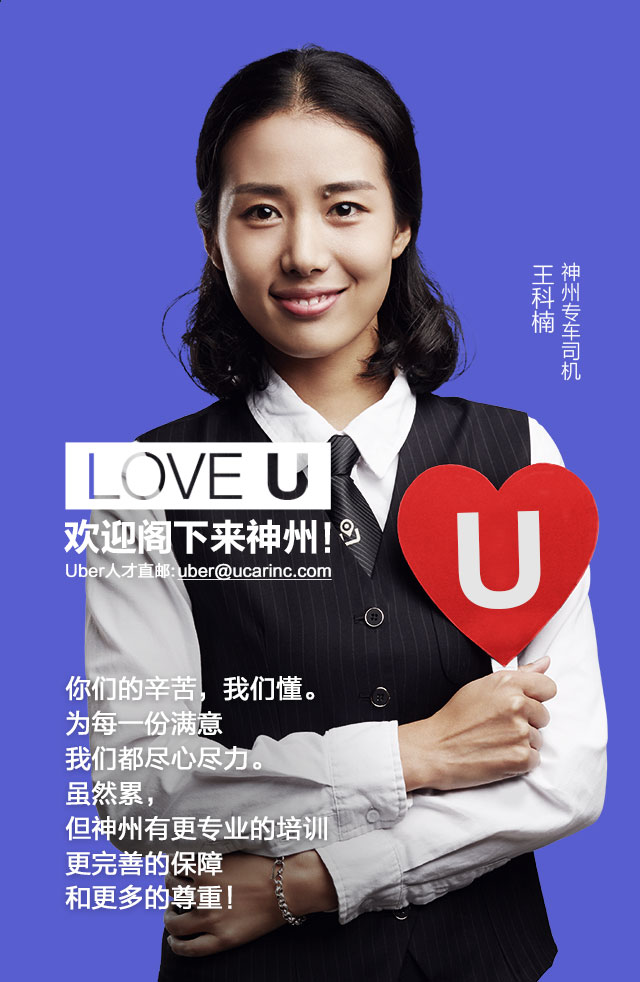 神州专车司机
王科楠
LOVE U
U
欢迎阁下来神州!
Uber人才直邮:uber@ucarinc.com
你们的辛苦，我们懂。
为每一份满意
我们都尽心尽力。
虽然累，
但神州有更专业的培训
更完善的保障
和更多的尊重!